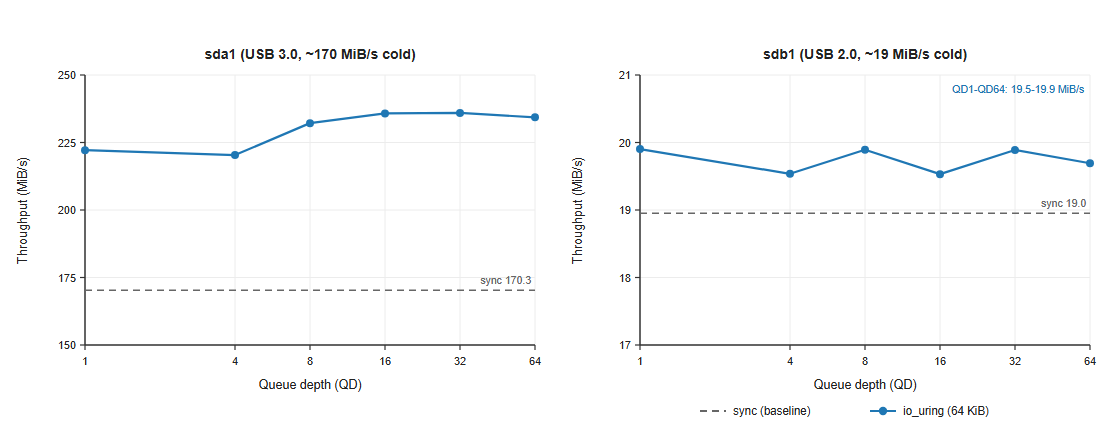 sda1 (USB 3.0, ~170 MiB/s cold)
250
225
200
175
150
Throughput (MiB/s)
sync 170.3
1
4
8
16
32
64
Queue depth (QD)
sdb1 (USB 2.0, ~19 MiB/s cold)
QD1-QD64: 19.5-19.9 MiB/s
21
20
19
18
17
Throughput (MiB/s)
sync 19.0
1
4
8
16
32
64
Queue depth (QD)
sync (baseline)
io_uring (64 KiB)